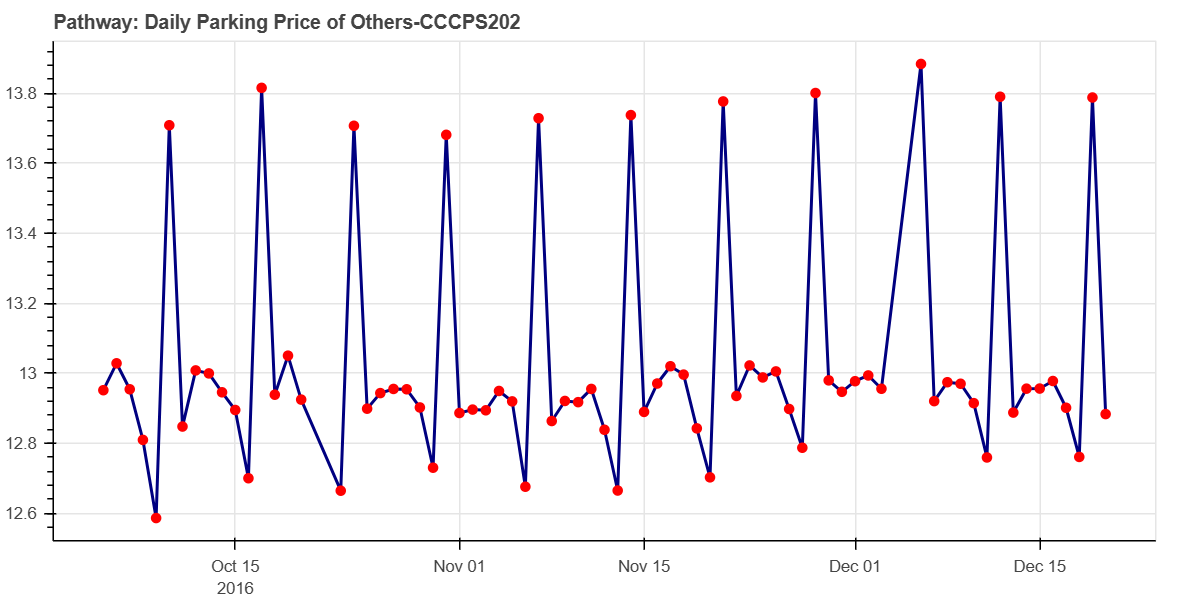 Pathway: Daily Parking Price of Others-CCCPS202
13.8
13.6
13.4
13.2
13
12.8
12.6
Oct 15
2016
Nov 01
Nov 15
Dec 01
Dec 15